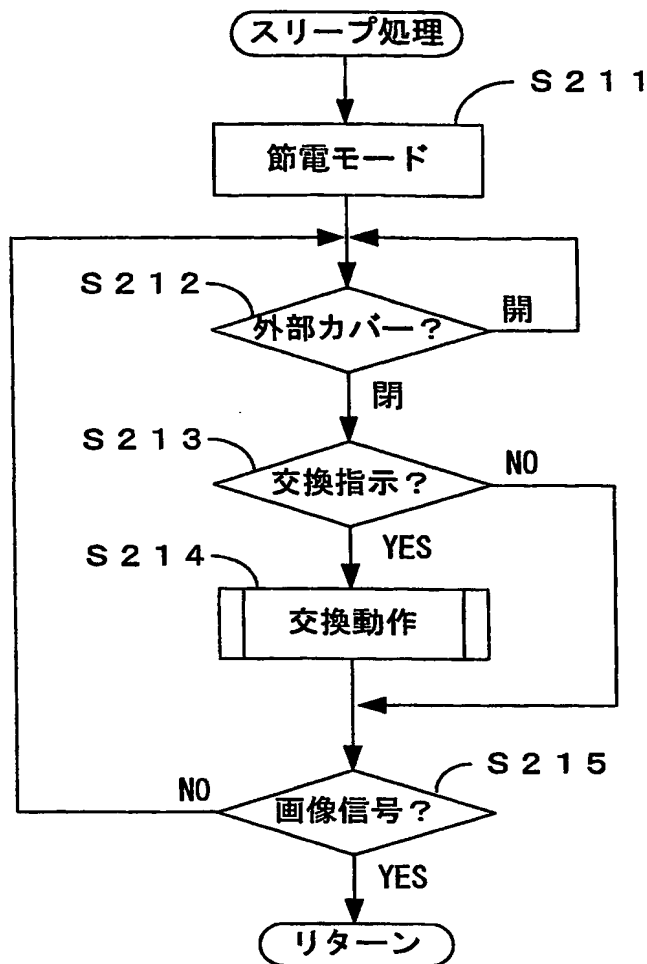 スリープ処理
S211
節電モード
S212
外部カバー?
開
閉
S213
交換指示?
NO
YES
S214
交換動作
S215
NO
画像信号?
YES
リターン